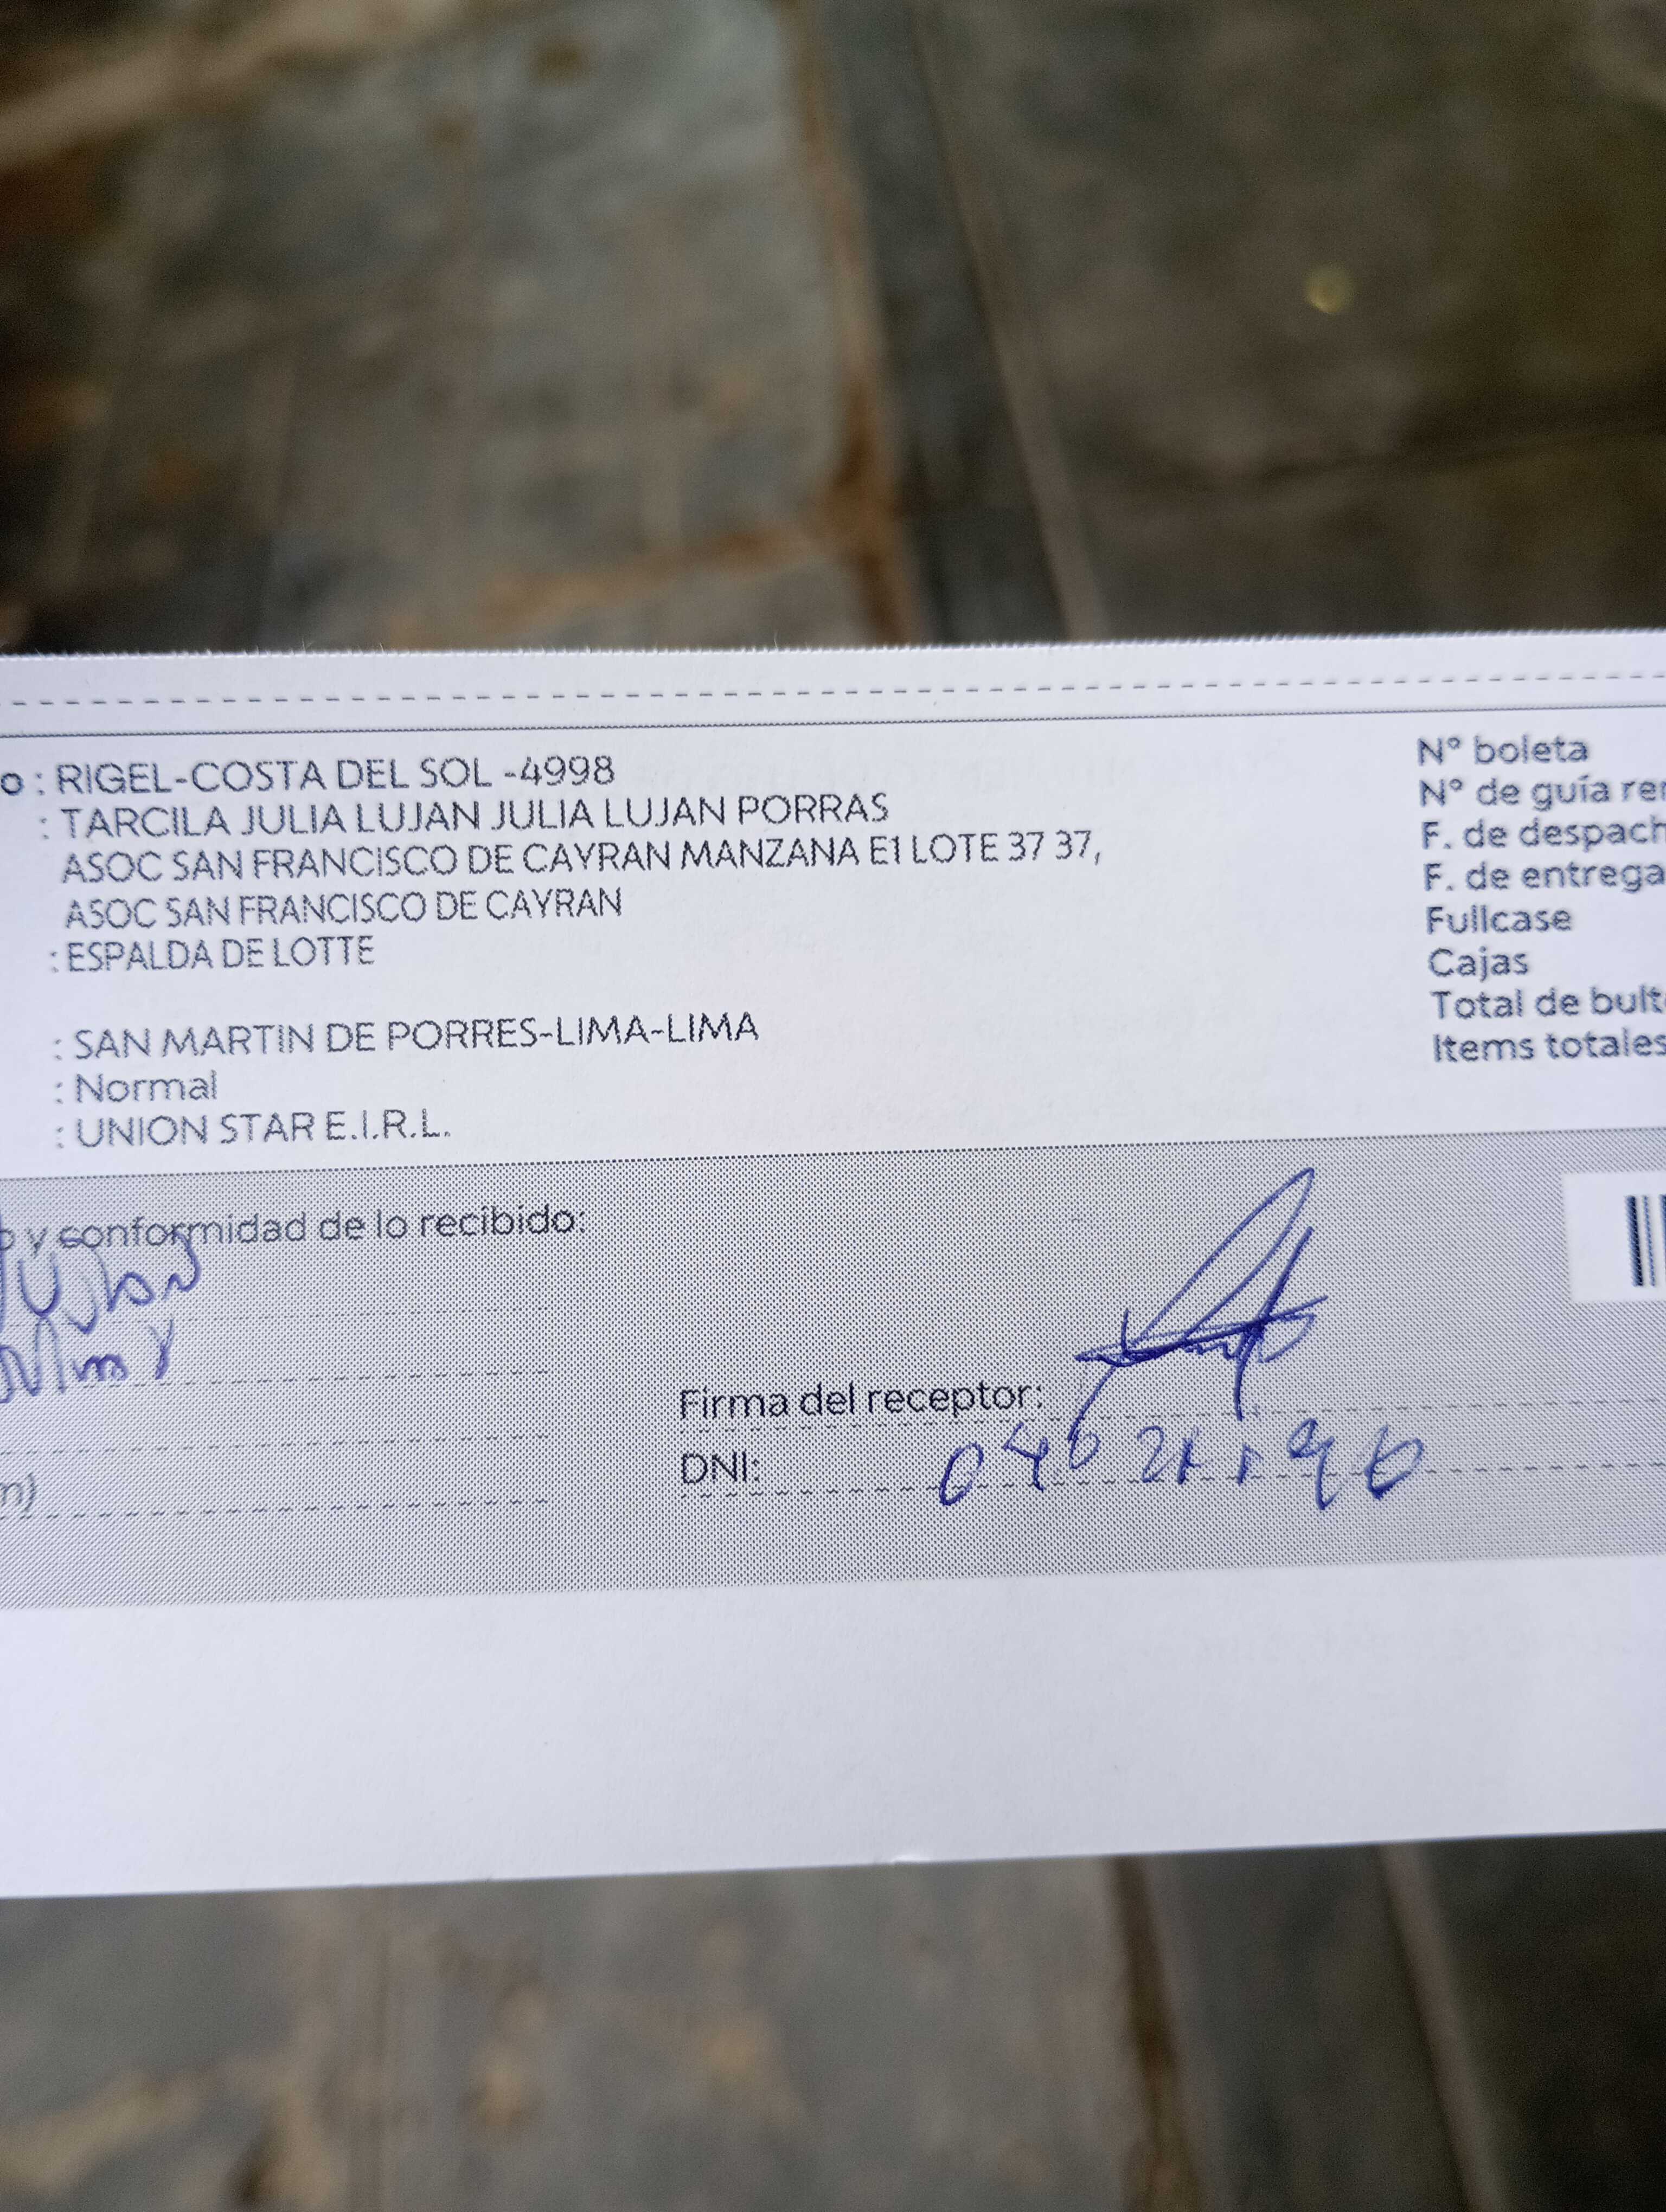 o : RIGEL-COSTA DEL SOL -4998
: TARCILA JULIA LUJAN JULIA LUJAN PORRAS
ASOC SAN FRANCISCO DE CAYRAN MANZANA E1 LOTE 37 37,
ASOC SAN FRANCISCO DE CAYRAN
: ESPALDA DE LOTTE
: SAN MARTIN DE PORRES-LIMA-LIMA
: Normal
: UNION STAR E.I.R.L.
N° boleta
N° de guía rem
F. de despach
F. de entrega
Fullcase
Cajas
Total de bult
Items totales
o y conformidad de lo recibido:
Firma del receptor:
DNI:
m)